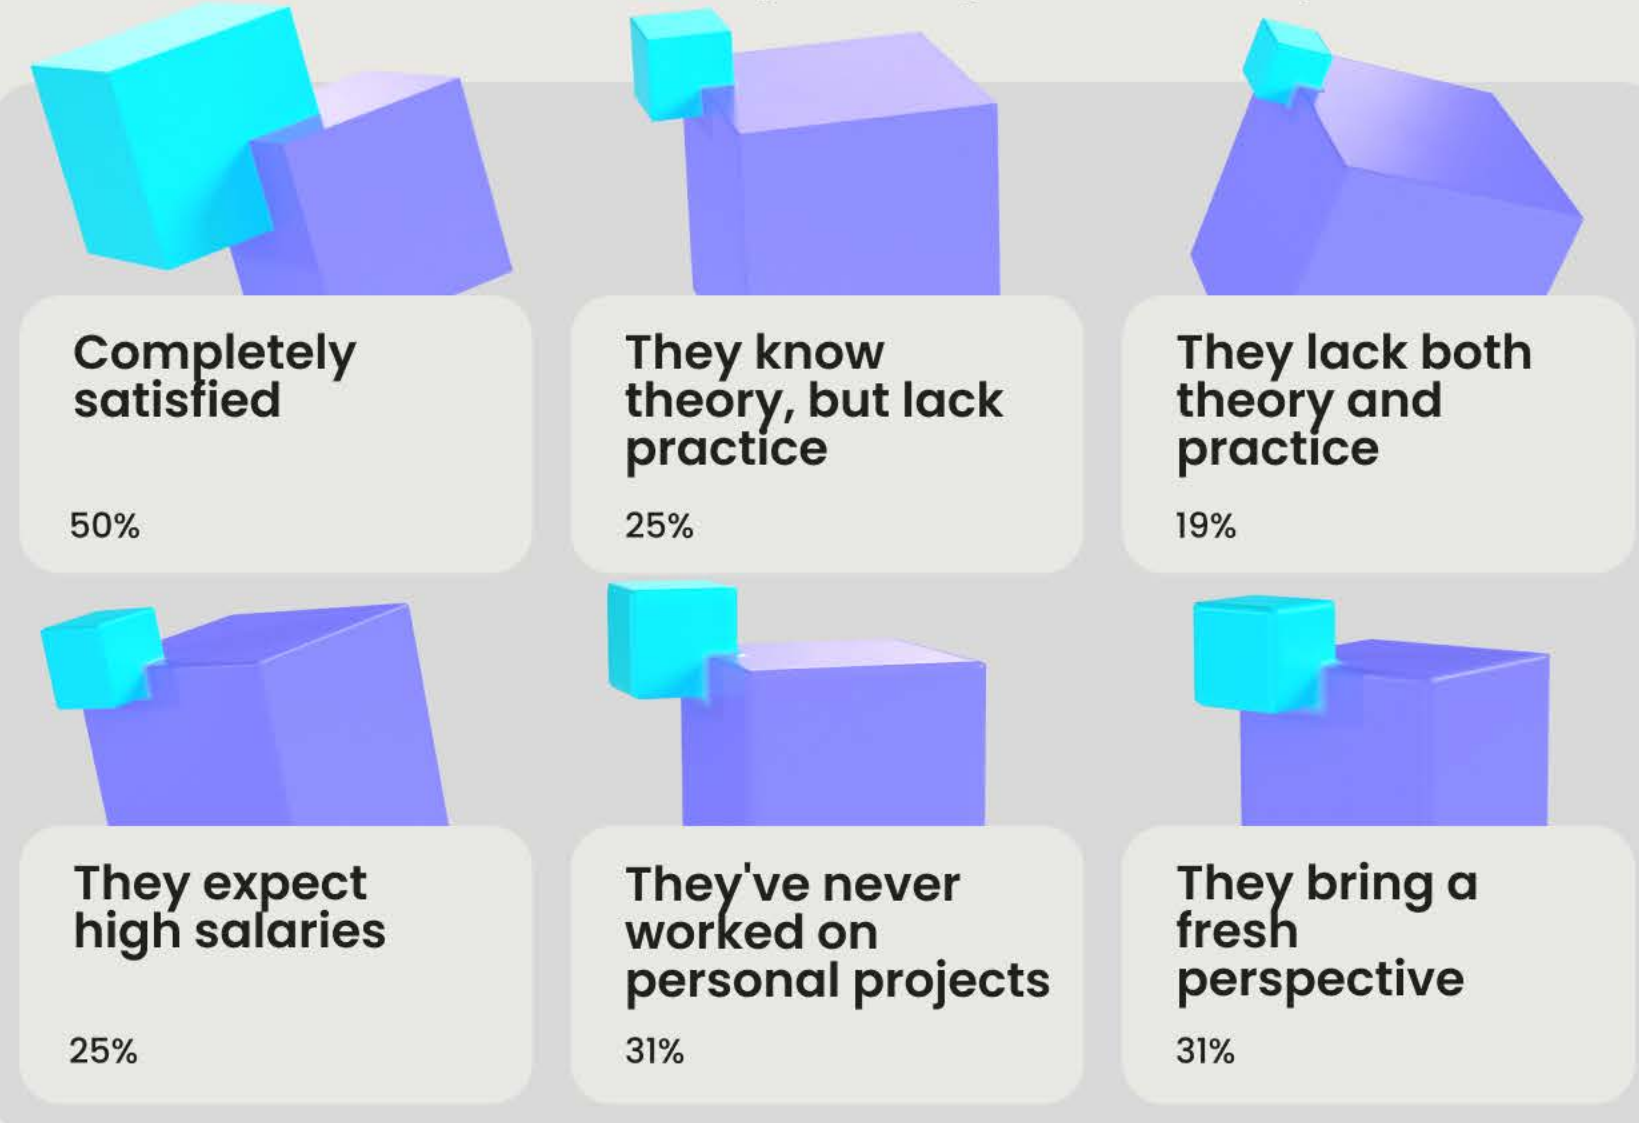 Completely
satisfied
50%
They know
theory, but lack
practice
25%
They lack both
theory and
practice
19%
They expect
high salaries
25%
They've never
worked on
personal projects
31%
They bring a
fresh
perspective
31%